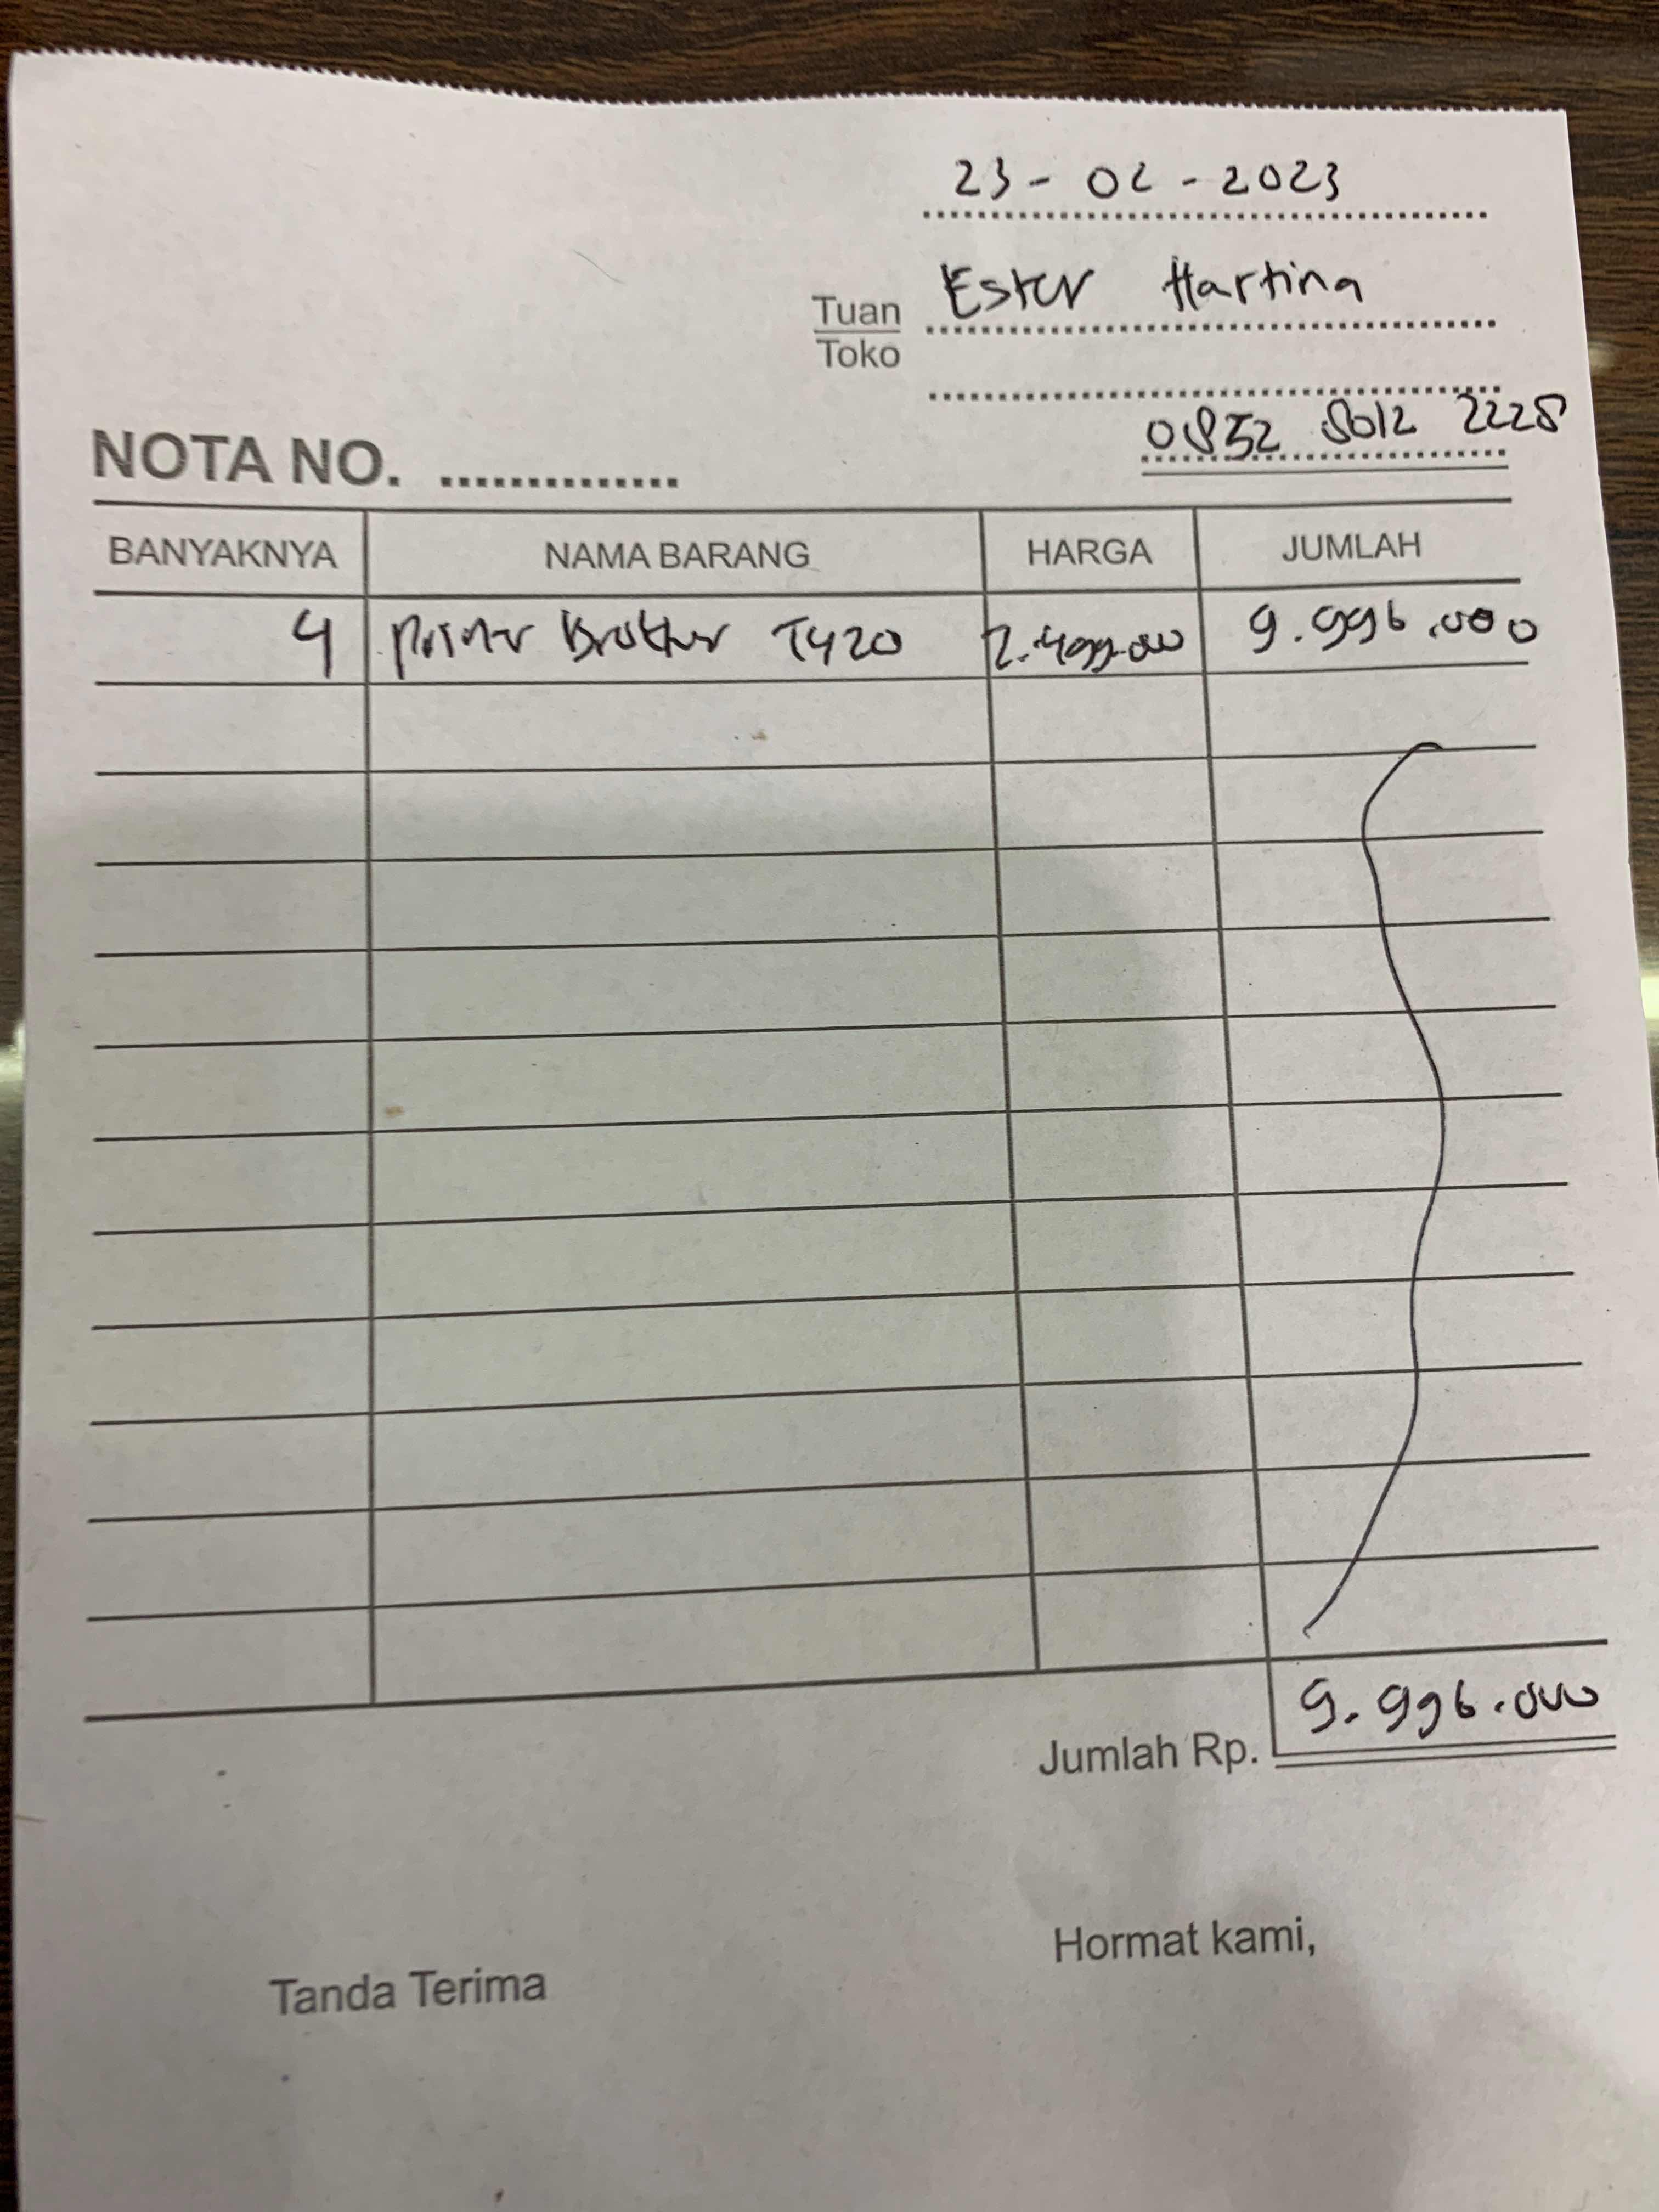 23 - 02 - 2023
Tuan
Toko
Ester Hartina
0852 8012 2228
NOTA NO. ..............
BANYAKNYA NAMA BARANG HARGA JUMLAH
4 Printer Brother T420 2.499.000 9.996.000
Jumlah Rp. 9.996.000
Hormat kami,
Tanda Terima